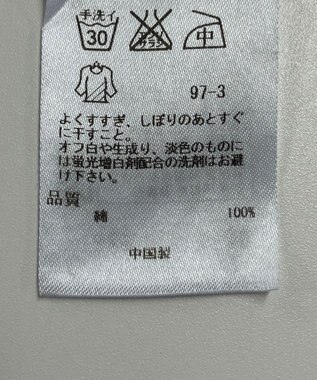 手洗イ
30
エンソ
サラシ
中
97-3
よくすすぎ、しぼりのあとすぐ
に干すこと。
オフ白や生成り、淡色のものに
は蛍光増白剤配合の洗剤はお避
け下さい。
品質
綿 100%
中国製